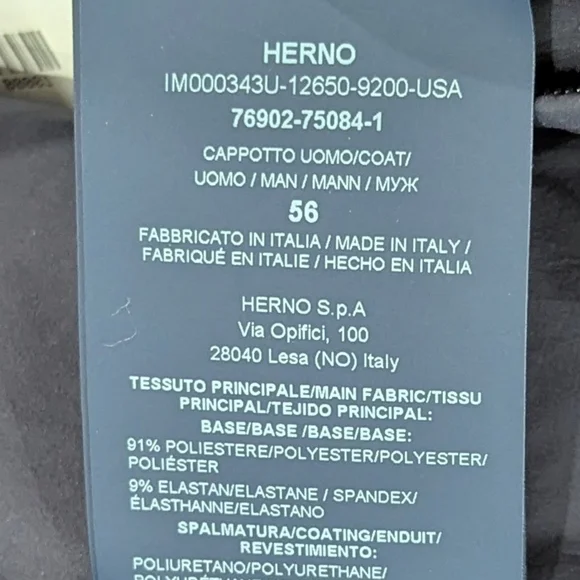 HERNO
IM000343U-12650-9200-USA
76902-75084-1
CAPPOTTO UOMO/COAT/
UOMO / MAN / MANN / МУЖ
56
FABBRICATO IN ITALIA / MADE IN ITALY /
FABRIQUÉ EN ITALIE / HECHO EN ITALIA
HERNO S.p.A
Via Opifici, 100
28040 Lesa (NO) Italy
TESSUTO PRINCIPALE/MAIN FABRIC/TISSU
PRINCIPAL/TEJIDO PRINCIPAL:
BASE/BASE /BASE/BASE:
91% POLIESTERE/POLYESTER/POLYESTER/
POLIÉSTER
9% ELASTAN/ELASTANE / SPANDEX/
ÉLASTHANNE/ELASTANO
SPALMATURA/COATING/ENDUIT/
REVESTIMIENTO:
POLIURETANO/POLYURETHANE/